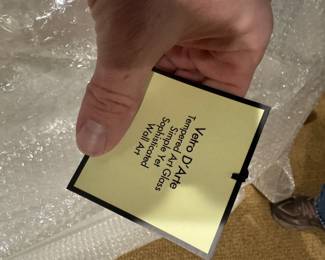 Vetro D'Arte
Tempered Art Glass
Simple Yet
Sophisticated
Wall Art